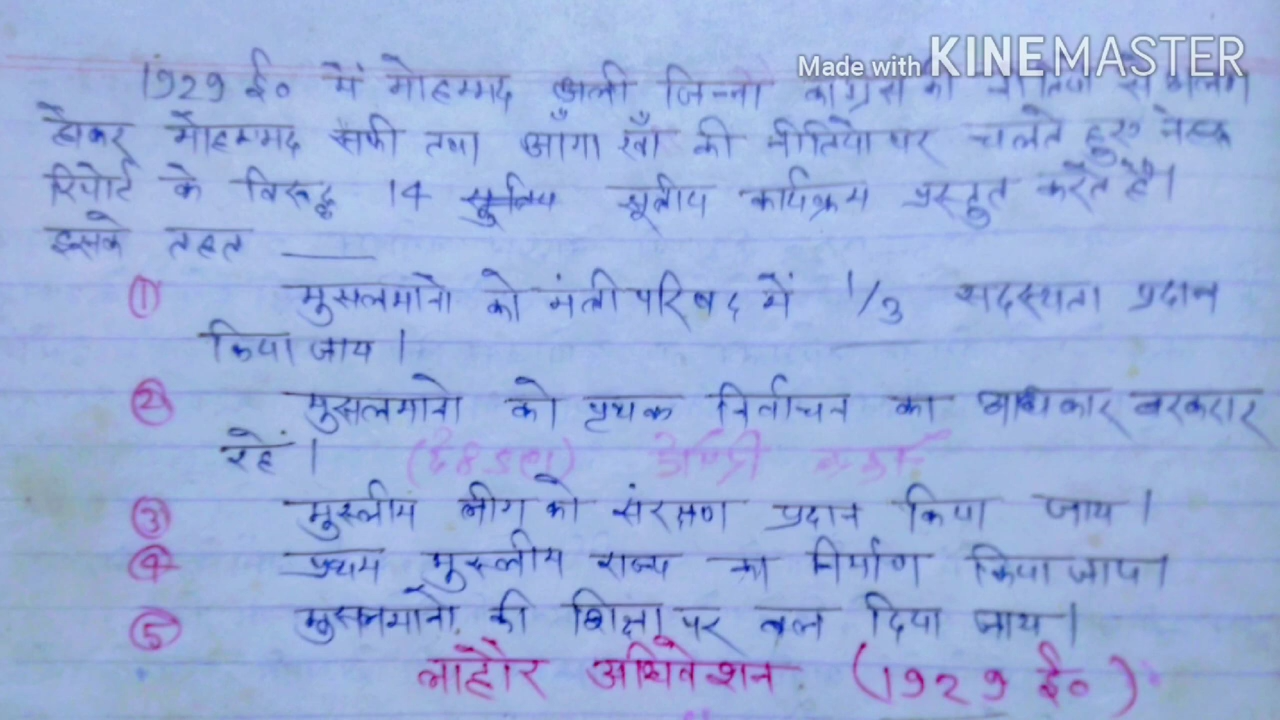 Made with KINEMASTER
1929 ई० में मोहम्मद अली जिन्ना कांग्रेस की नीतियों से अलग
होकर मोहम्मद सफी तथा आँगा खाँ की नीतियो पर चलते हुए नेहरू
रिपोर्ट के विरूद्ध 14 सूत्रीय कार्यक्रम प्रस्तुत करते है।
इसके तहत —
① मुसलमानो को मंत्रीपरिषद में 1/3 सदस्यता प्रदान
किया जाय।
② मुसलमानो को पृथक निर्वाचन का अधिकार बरकरार
रहें।
③ मुस्लीम लीग को संरक्षण प्रदान किया जाय।
④ प्रथम मुस्लीम राज्य का निर्माण किया जाय।
⑤ मुसलमानो की शिक्षा पर बल दिया जाय।
लाहौर अधिवेशन (1929 ई०)